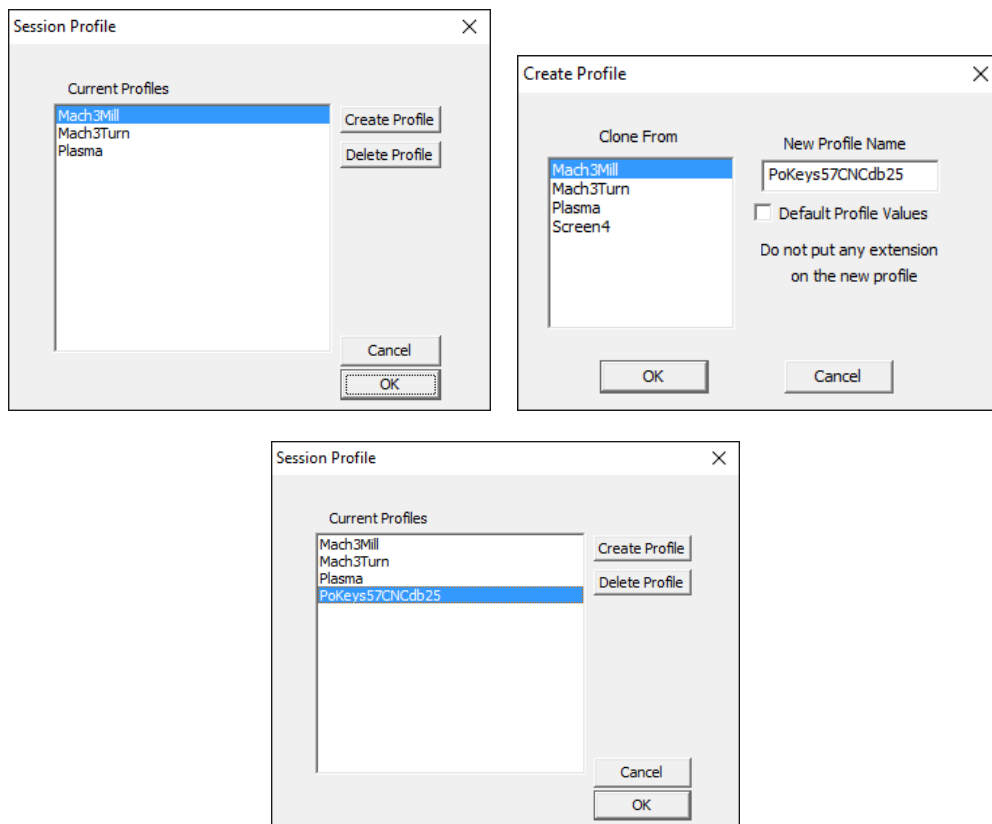 Session Profile
Current Profiles
Mach3Mill
Mach3Turn
Plasma
Create Profile
Delete Profile
Cancel
OK
Create Profile
Clone From
Mach3Mill
Mach3Turn
Plasma
Screen4
New Profile Name
PoKeys57CNCdb25
Default Profile Values
Do not put any extension
on the new profile
OK
Cancel
Session Profile
Current Profiles
Mach3Mill
Mach3Turn
Plasma
PoKeys57CNCdb25
Create Profile
Delete Profile
Cancel
OK